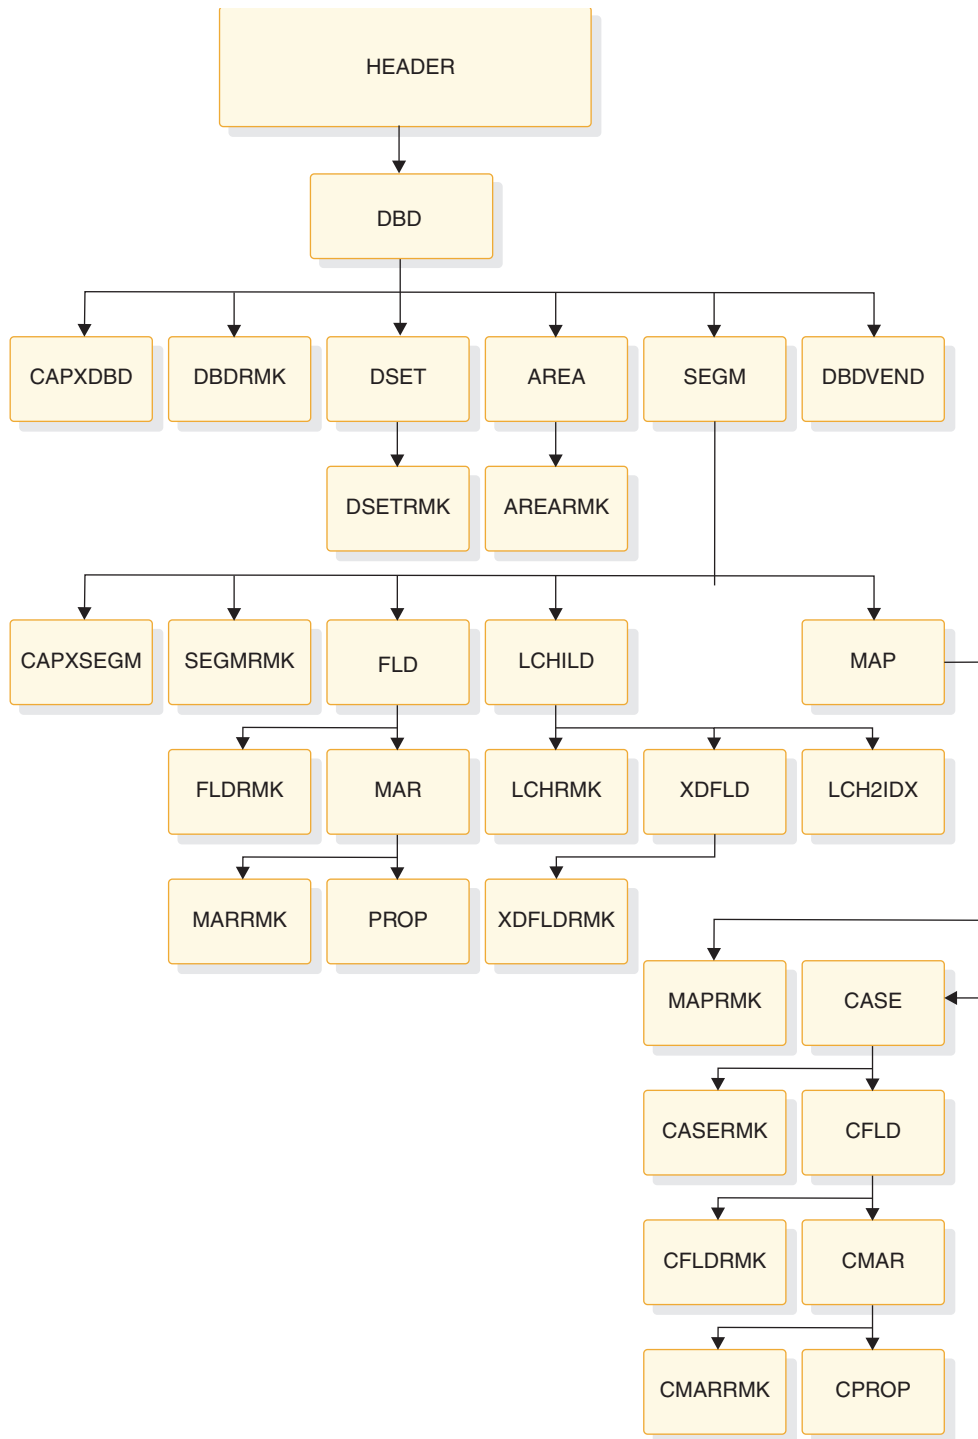 HEADER
DBD
CAPXDBD
DBDRMK
DSET
AREA
SEGM
DBDVEND
DSETRMK
AREARMK
CAPXSEGM
SEGMRMK
FLD
LCHILD
MAP
FLDRMK
MAR
LCHRMK
XDFLD
LCH2IDX
MARRMK
PROP
XDFLDRMK
MAPRMK
CASE
CASERMK
CFLD
CFLDRMK
CMAR
CMARRMK
CPROP